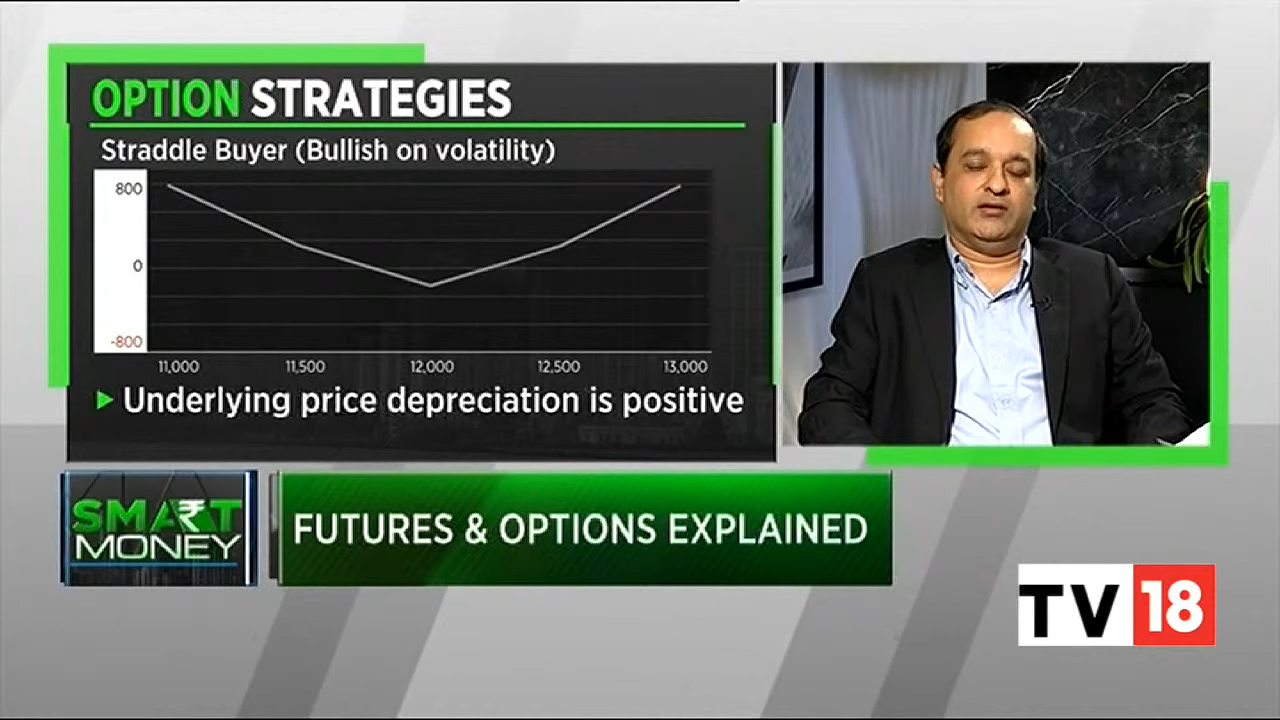 OPTION STRATEGIES
Straddle Buyer (Bullish on volatility)
800
0
-800
11,000 11,500 12,000 12,500 13,000
Underlying price depreciation is positive
SMART MONEY
FUTURES & OPTIONS EXPLAINED
TV18